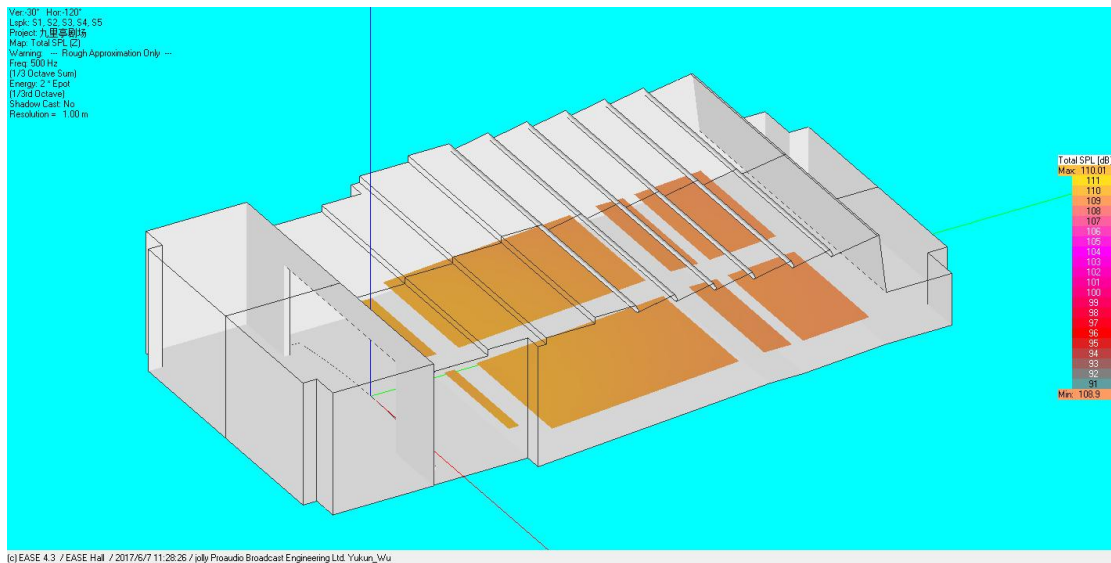 Ver:-30° Hor:-120°
Lspk: S1, S2, S3, S4, S5
Project: 九里亭剧场
Map: Total SPL (Z)
Warning: --- Rough Approximation Only ---
Freq: 500 Hz
(1/3 Octave Sum)
Energy: 2 * Epot
(1/3rd Octave)
Shadow Cast: No
Resolution = 1.00 m
Total SPL [dB
Max: 110.01
111
110
109
108
107
106
105
104
103
102
101
100
99
98
97
96
95
94
93
92
91
Min: 108.9
(c) EASE 4.3 / EASE Hall / 2017/6/7 11:28:26 / jolly Proaudio Broadcast Engineering Ltd. Yukun_Wu